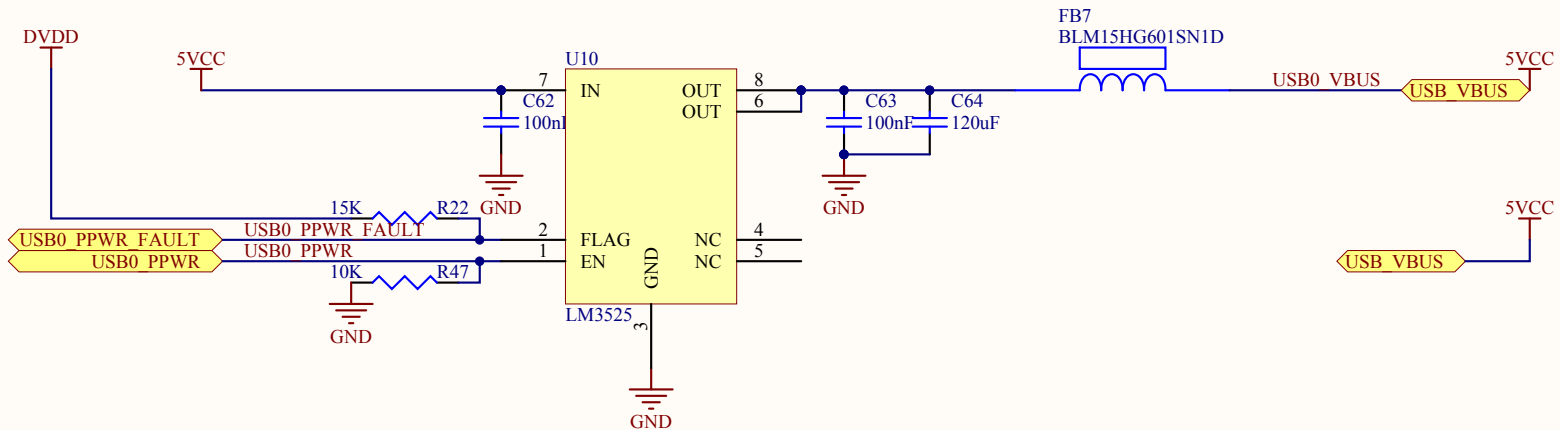 FB7
BLM15HG601SN1D
DVDD
5VCC
U10
5VCC
7
IN
OUT
8
USB0_VBUS
USB_VBUS
C62
100nF
OUT
6
C63
100nF
C64
120uF
GND
GND
15K
R22
5VCC
USB0_PPWR_FAULT
USB0_PPWR_FAULT
2
FLAG
NC
4
USB0_PPWR
USB0_PPWR
1
EN
NC
5
USB_VBUS
10K
R47
GND
GND
LM3525
3
GND